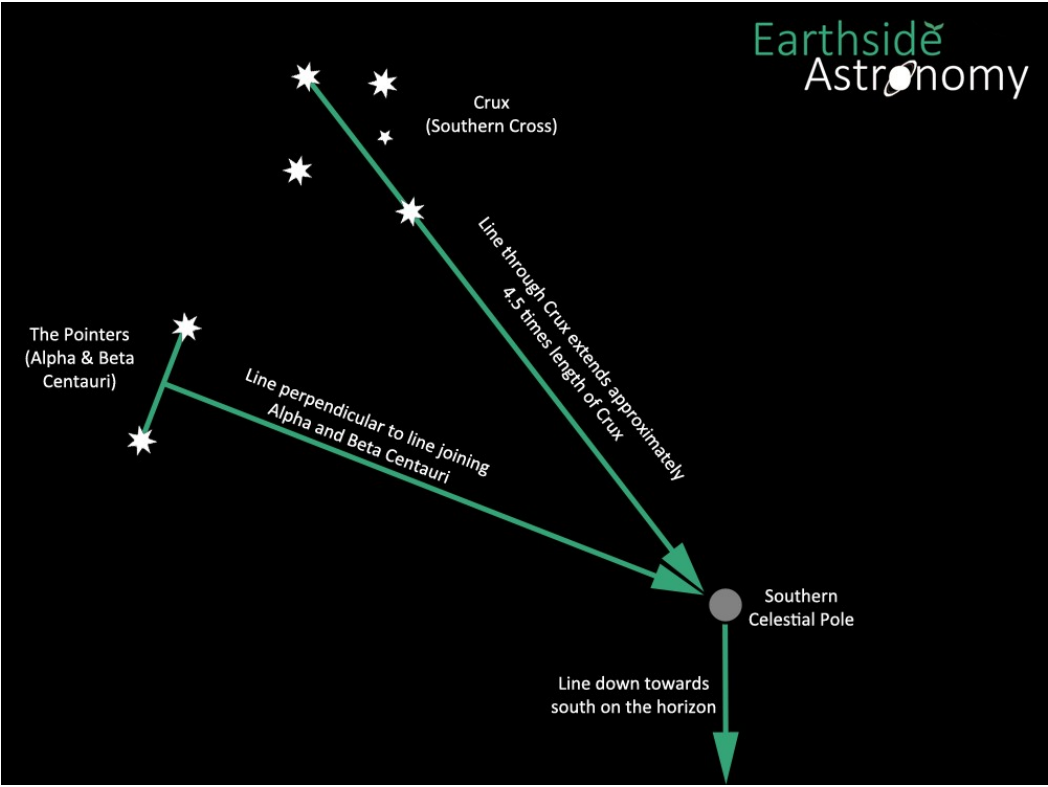 Earthside
Astronomy
Crux
(Southern Cross)
Line through Crux extends approximately
4.5 times length of Crux
The Pointers
(Alpha & Beta
Centauri)
Line perpendicular to line joining
Alpha and Beta Centauri
Southern
Celestial Pole
Line down towards
south on the horizon